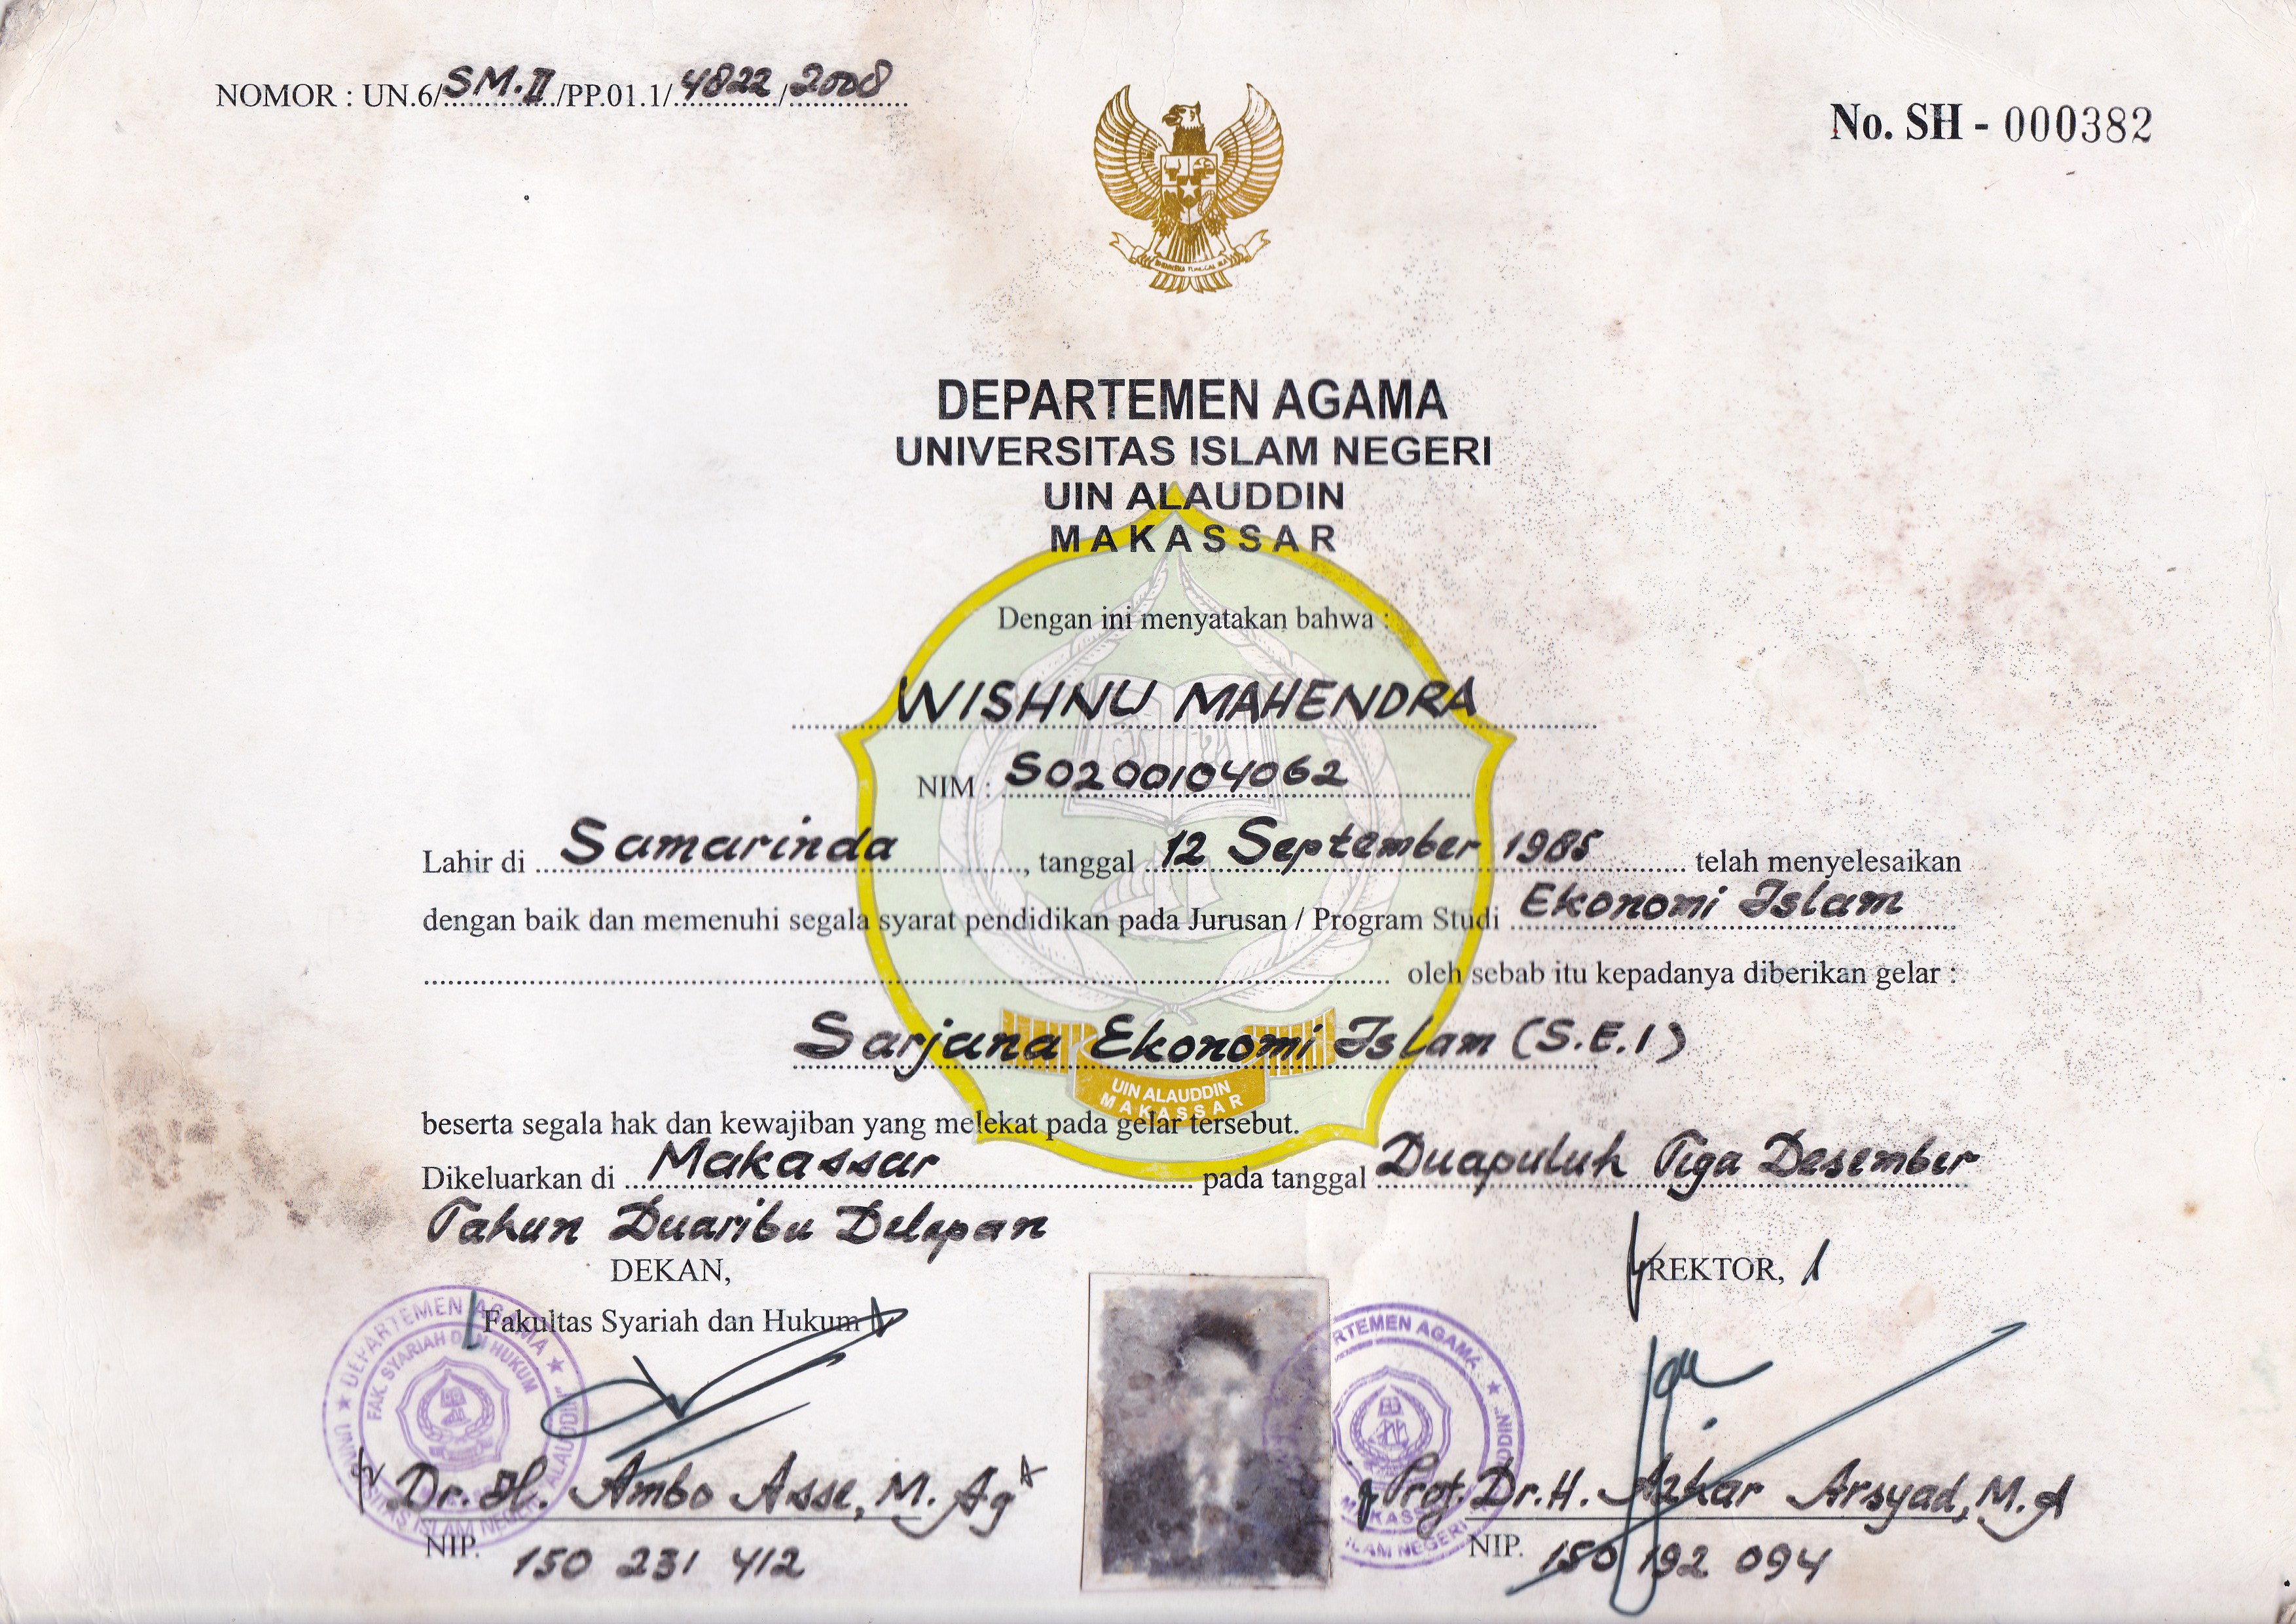 NOMOR : UN.6/SM.II/PP.01.1/4822/2008
No. SH - 000382
BHINNEKA TUNGGAL IKA
DEPARTEMEN AGAMA
UNIVERSITAS ISLAM NEGERI
UIN ALAUDDIN
MAKASSAR
Dengan ini menyatakan bahwa :
WISHNU MAHENDRA
NIM : S0200104062
Lahir di Samarinda, tanggal 12 September 1985 telah menyelesaikan
dengan baik dan memenuhi segala syarat pendidikan pada Jurusan / Program Studi Ekonomi Islam
oleh sebab itu kepadanya diberikan gelar :
Sarjana Ekonomi Islam (S.E.I)
UIN ALAUDDIN
MAKASSAR
beserta segala hak dan kewajiban yang melekat pada gelar tersebut.
Dikeluarkan di Makassar pada tanggal Duapuluh Tiga Desember
Tahun Duaribu Delapan
DEKAN,
REKTOR,
Fakultas Syariah dan Hukum
DEPARTEMEN AGAMA
FAK. SYARIAH DAN HUKUM
UNIVERSITAS ISLAM NEGERI ALAUDDIN
RTEMEN AGAMA
MAKASSAR
ISLAM NEGERI
Dr. H. Ambo Asse, M. Ag
Prof. Dr. H. Azhar Arsyad, M.A
NIP. 150 231 412
NIP. 150 192 094